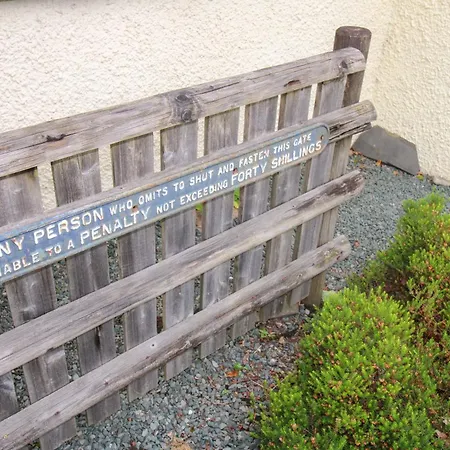 NY PERSON WHO OMITS TO SHUT AND FASTEN THIS GATE
IABLE TO A PENALTY NOT EXCEEDING FORTY SHILLINGS